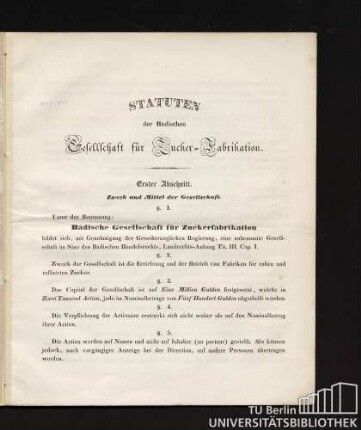 STATUTEN
der Badischen
Gesellschaft für Zucker-Fabrikation.
Erster Abschnitt.
Zweck und Mittel der Gesellschaft.
§. 1.
Unter der Benennung:
Badische Gesellschaft für Zuckerfabrikation
bildet sich, mit Genehmigung der Grossherzoglichen Regierung, eine anonyme Gesell-
schaft im Sinn des Badischen Handelsrechts, Landrechts-Anhang Tit. III. Cap. I.
§. 2.
Zweck der Gesellschaft ist die Errichtung und der Betrieb von Fabriken für rohen und
raffinirten Zucker.
§. 3.
Das Capital der Gesellschaft ist auf Eine Million Gulden festgesetzt, welche in
Zwei Tausend Actien, jede im Nominalbetrage von Fünf Hundert Gulden abgetheilt werden.
§. 4.
Die Verpflichtung der Actionaire erstreckt sich nicht weiter als auf den Nominalbetrag
ihrer Actien.
§. 5.
Die Actien werden auf Namen und nicht auf Inhaber (au porteur) gestellt. Sie können
jedoch, nach vorgängiger Anzeige bei der Direction, auf andere Personen übertragen
werden.
TU Berlin
UNIVERSITÄTSBIBLIOTHEK